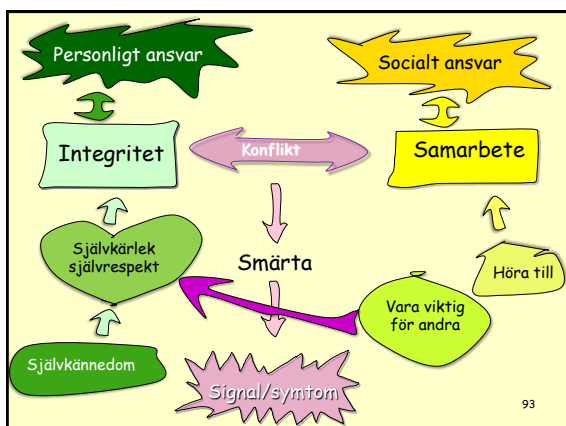 Personligt ansvar
Socialt ansvar
Integritet
Konflikt
Samarbete
Självkärlek
självrespekt
Smärta
Höra till
Vara viktig
för andra
Självkännedom
Signal/symtom
93